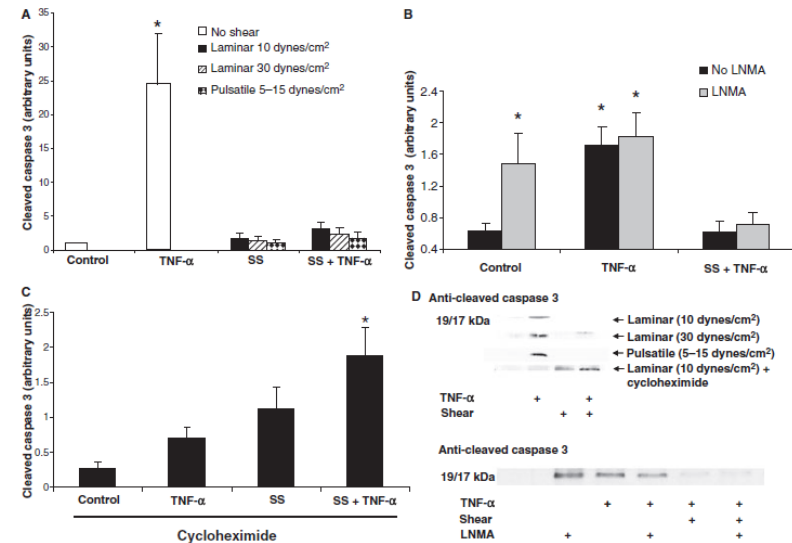 A
Cleaved caspase 3 (arbitrary units)
35
30
25
20
15
10
5
0
*
No shear
Laminar 10 dynes/cm²
Laminar 30 dynes/cm²
Pulsatile 5–15 dynes/cm²
Control
TNF-α
SS
SS + TNF-α
B
Cleaved caspase 3 (arbitrary units)
2.4
2
1.6
1.2
0.8
0.4
No LNMA
LNMA
*
* *
Control
TNF-α
SS + TNF-α
C
Cleaved caspase 3 (arbitrary units)
2.5
2
1.5
1
0.5
0
*
Control
TNF-α
SS
SS + TNF-α
Cycloheximide
D
Anti-cleaved caspase 3
19/17 kDa
← Laminar (10 dynes/cm²)
← Laminar (30 dynes/cm²)
← Pulsatile (5–15 dynes/cm²)
← Laminar (10 dynes/cm²) +
cycloheximide
TNF-α + +
Shear + +
Anti-cleaved caspase 3
19/17 kDa
TNF-α + + + +
Shear + +
LNMA + + +